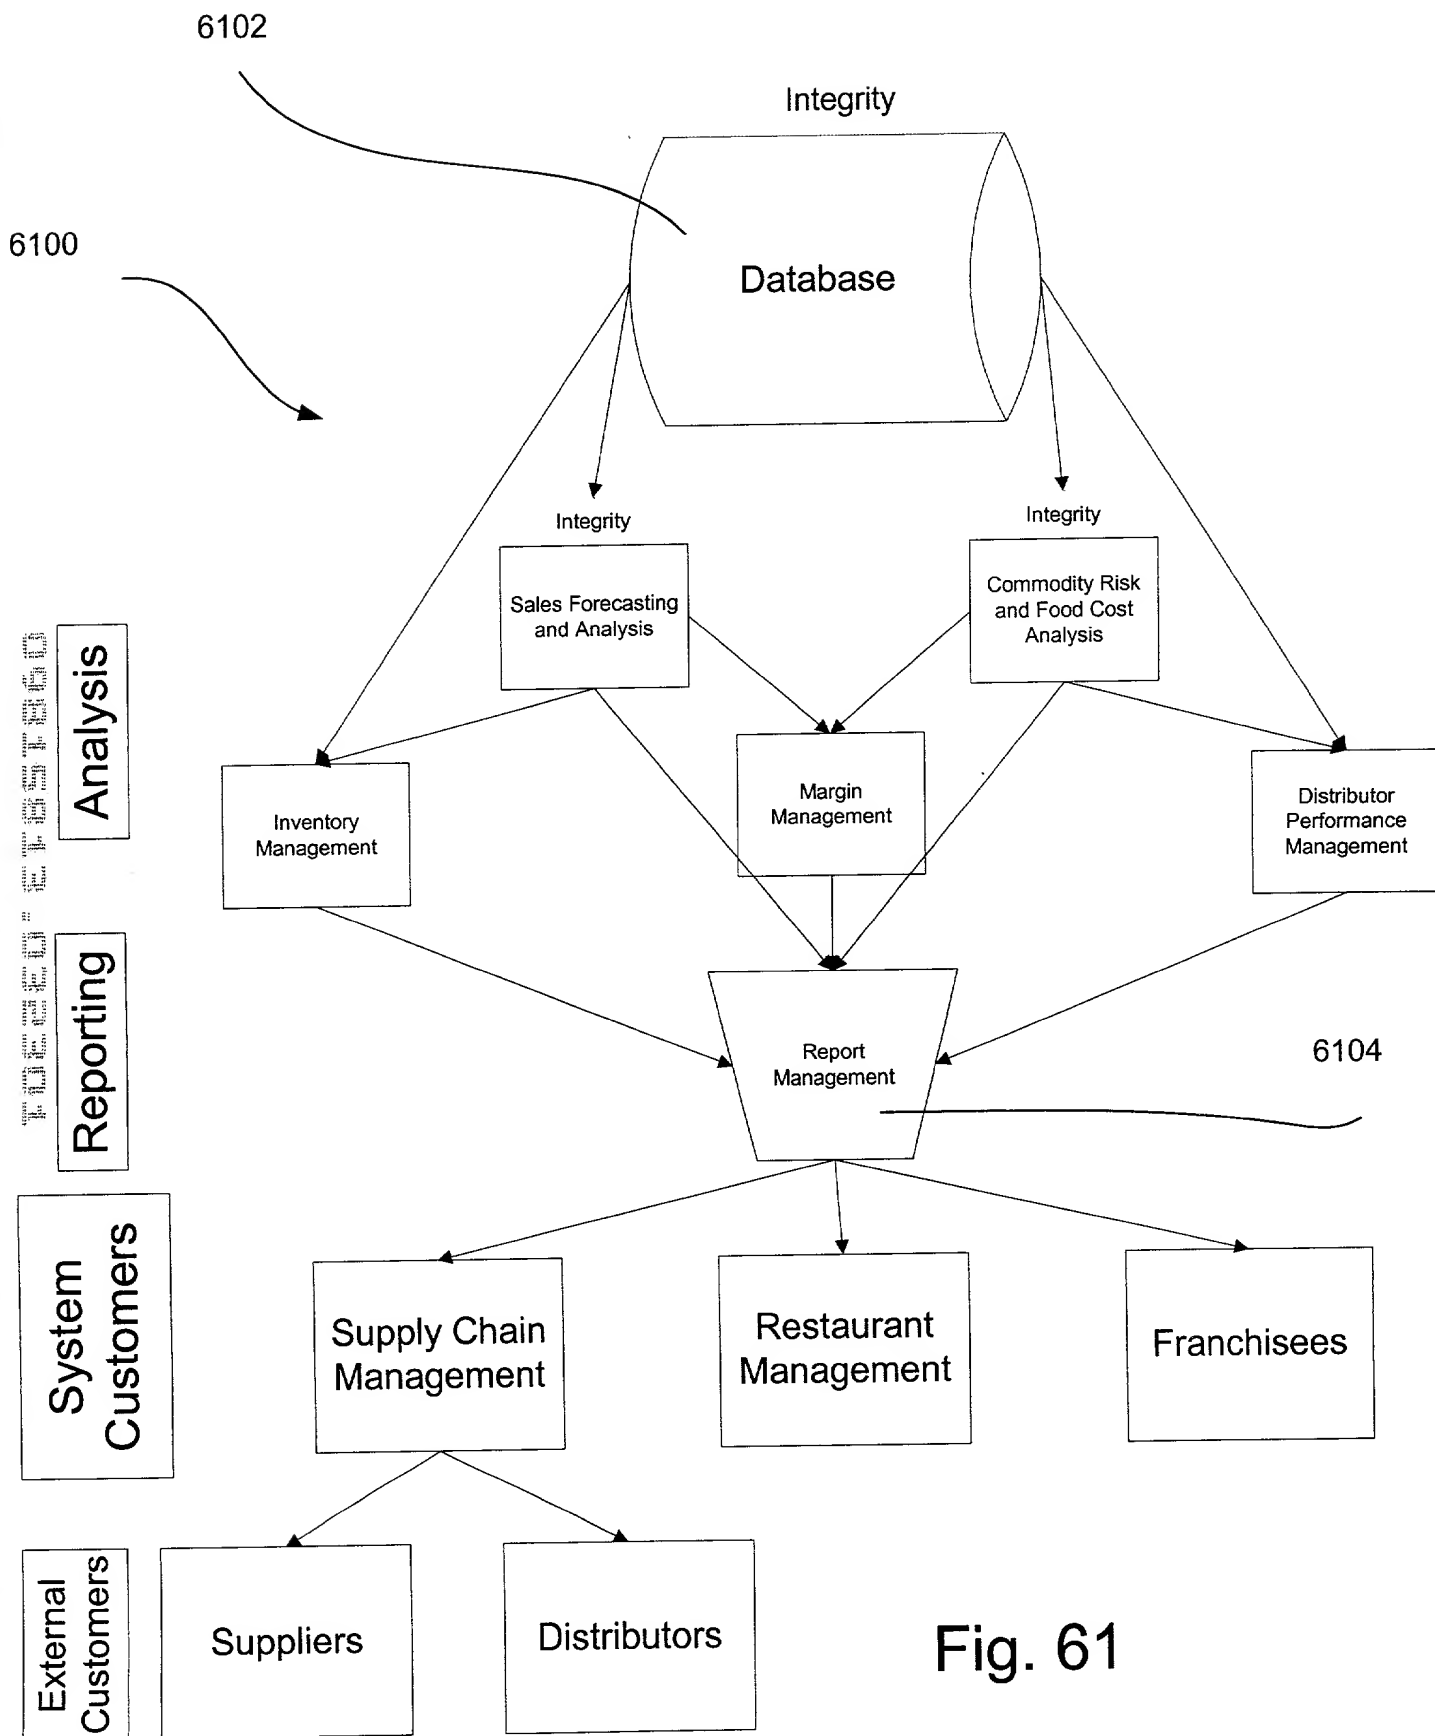 6102
Integrity
6100
Database
Integrity
Integrity
Sales Forecasting
and Analysis
Commodity Risk
and Food Cost
Analysis
Analysis
Inventory
Management
Margin
Management
Distributor
Performance
Management
Reporting
Report
Management
6104
System
Customers
Supply Chain
Management
Restaurant
Management
Franchisees
External
Customers
Suppliers
Distributors
Fig. 61